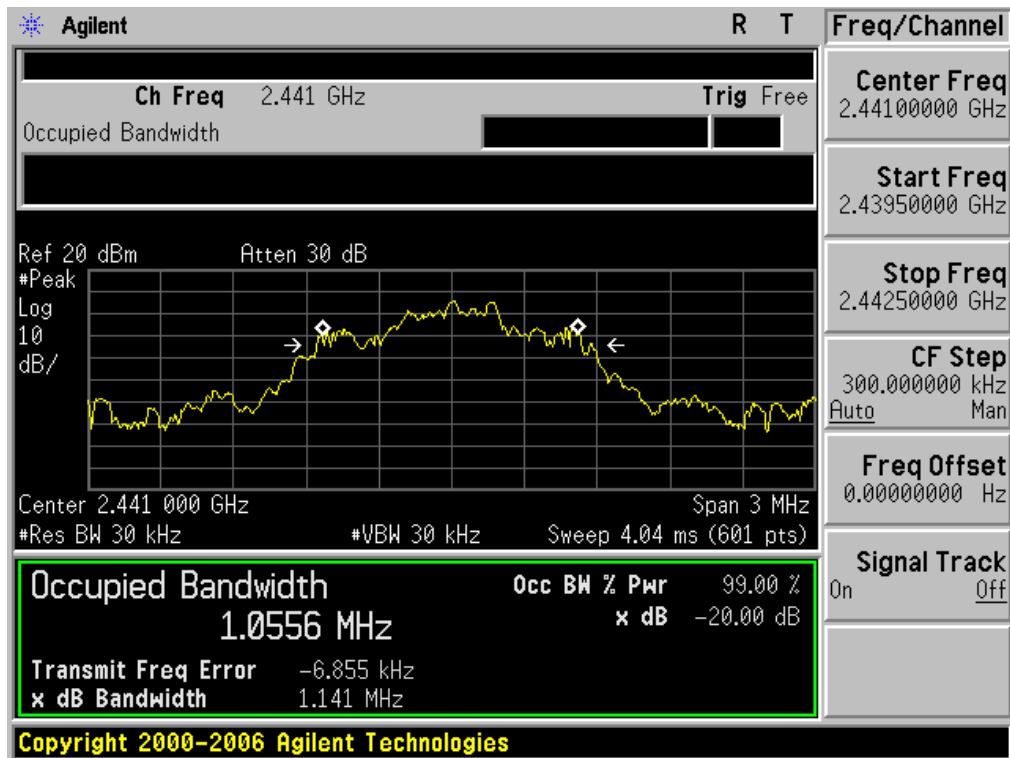 Agilent R T
Ch Freq 2.441 GHz Trig Free
Occupied Bandwidth
Ref 20 dBm Atten 30 dB
#Peak
Log
10
dB/
Center 2.441 000 GHz Span 3 MHz
#Res BW 30 kHz #VBW 30 kHz Sweep 4.04 ms (601 pts)
Occupied Bandwidth Occ BW % Pwr 99.00 %
1.0556 MHz x dB -20.00 dB
Transmit Freq Error -6.855 kHz
x dB Bandwidth 1.141 MHz
Copyright 2000-2006 Agilent Technologies
Freq/Channel
Center Freq
2.44100000 GHz
Start Freq
2.43950000 GHz
Stop Freq
2.44250000 GHz
CF Step
300.000000 kHz
Auto Man
Freq Offset
0.00000000 Hz
Signal Track
On Off